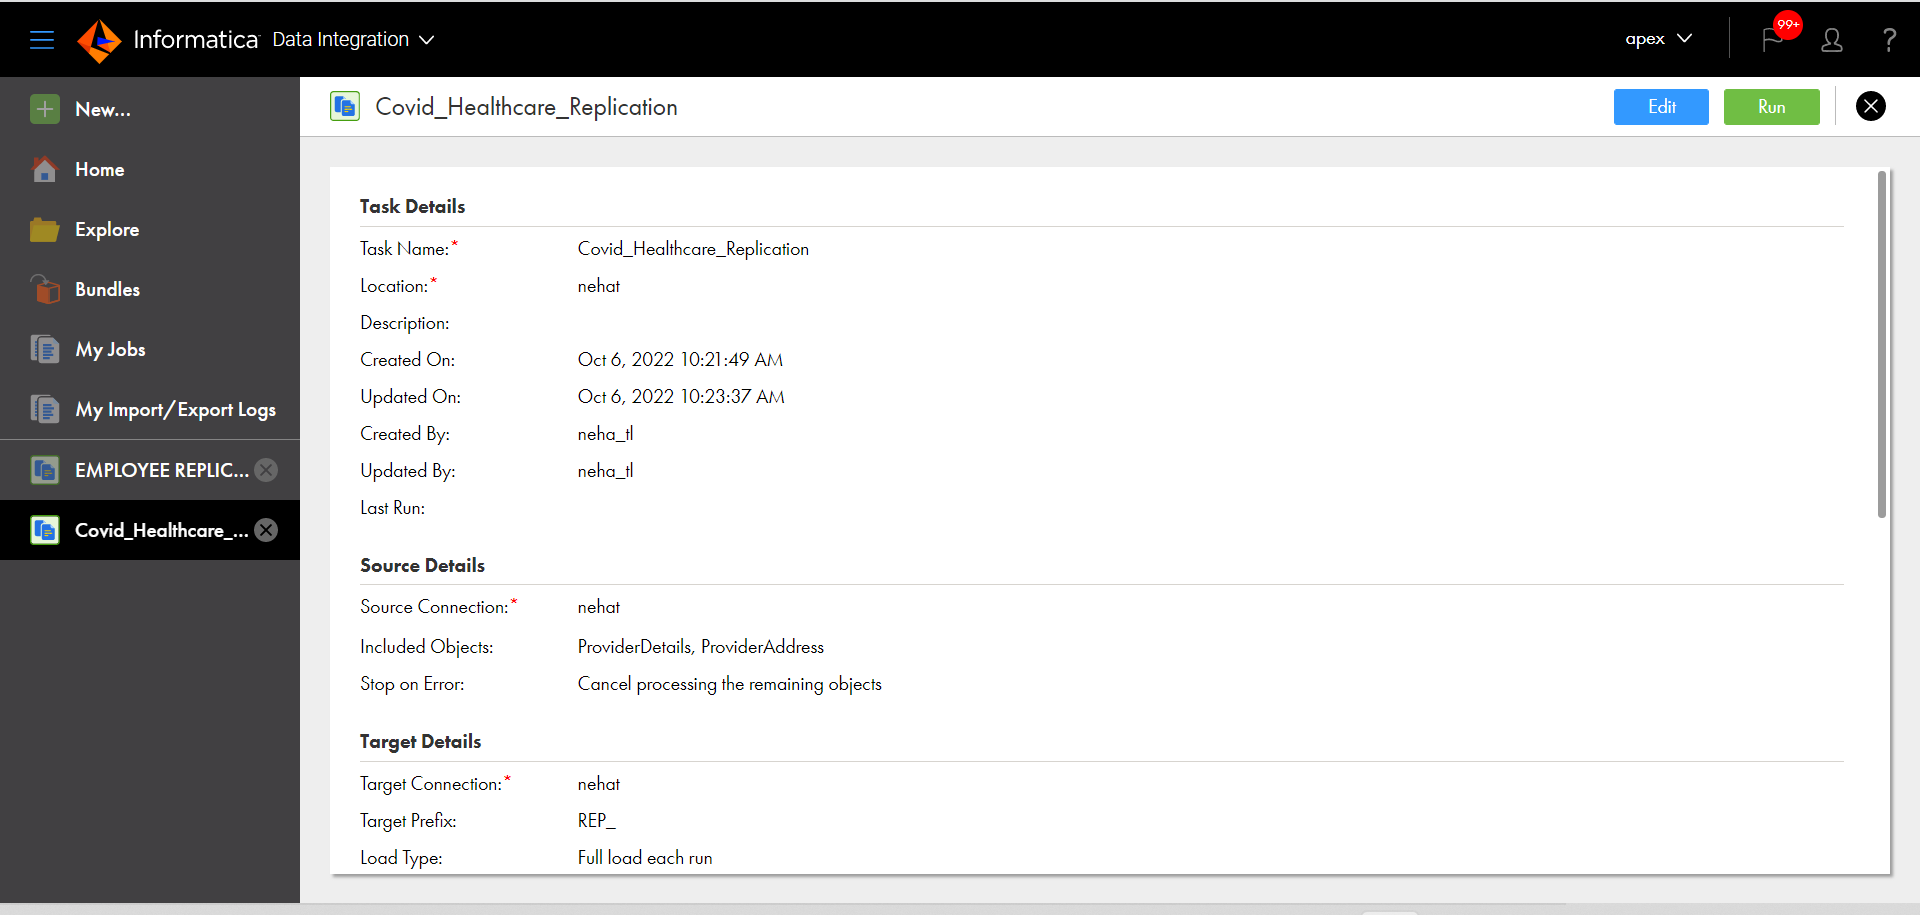 Informatica Data Integration
apex
99+
?
New...
Home
Explore
Bundles
My Jobs
My Import/Export Logs
EMPLOYEE REPLIC...
Covid_Healthcare_...
Covid_Healthcare_Replication
Edit
Run
Task Details
Task Name:* Covid_Healthcare_Replication
Location:* nehat
Description:
Created On: Oct 6, 2022 10:21:49 AM
Updated On: Oct 6, 2022 10:23:37 AM
Created By: neha_tl
Updated By: neha_tl
Last Run:
Source Details
Source Connection:* nehat
Included Objects: ProviderDetails, ProviderAddress
Stop on Error: Cancel processing the remaining objects
Target Details
Target Connection:* nehat
Target Prefix: REP_
Load Type: Full load each run